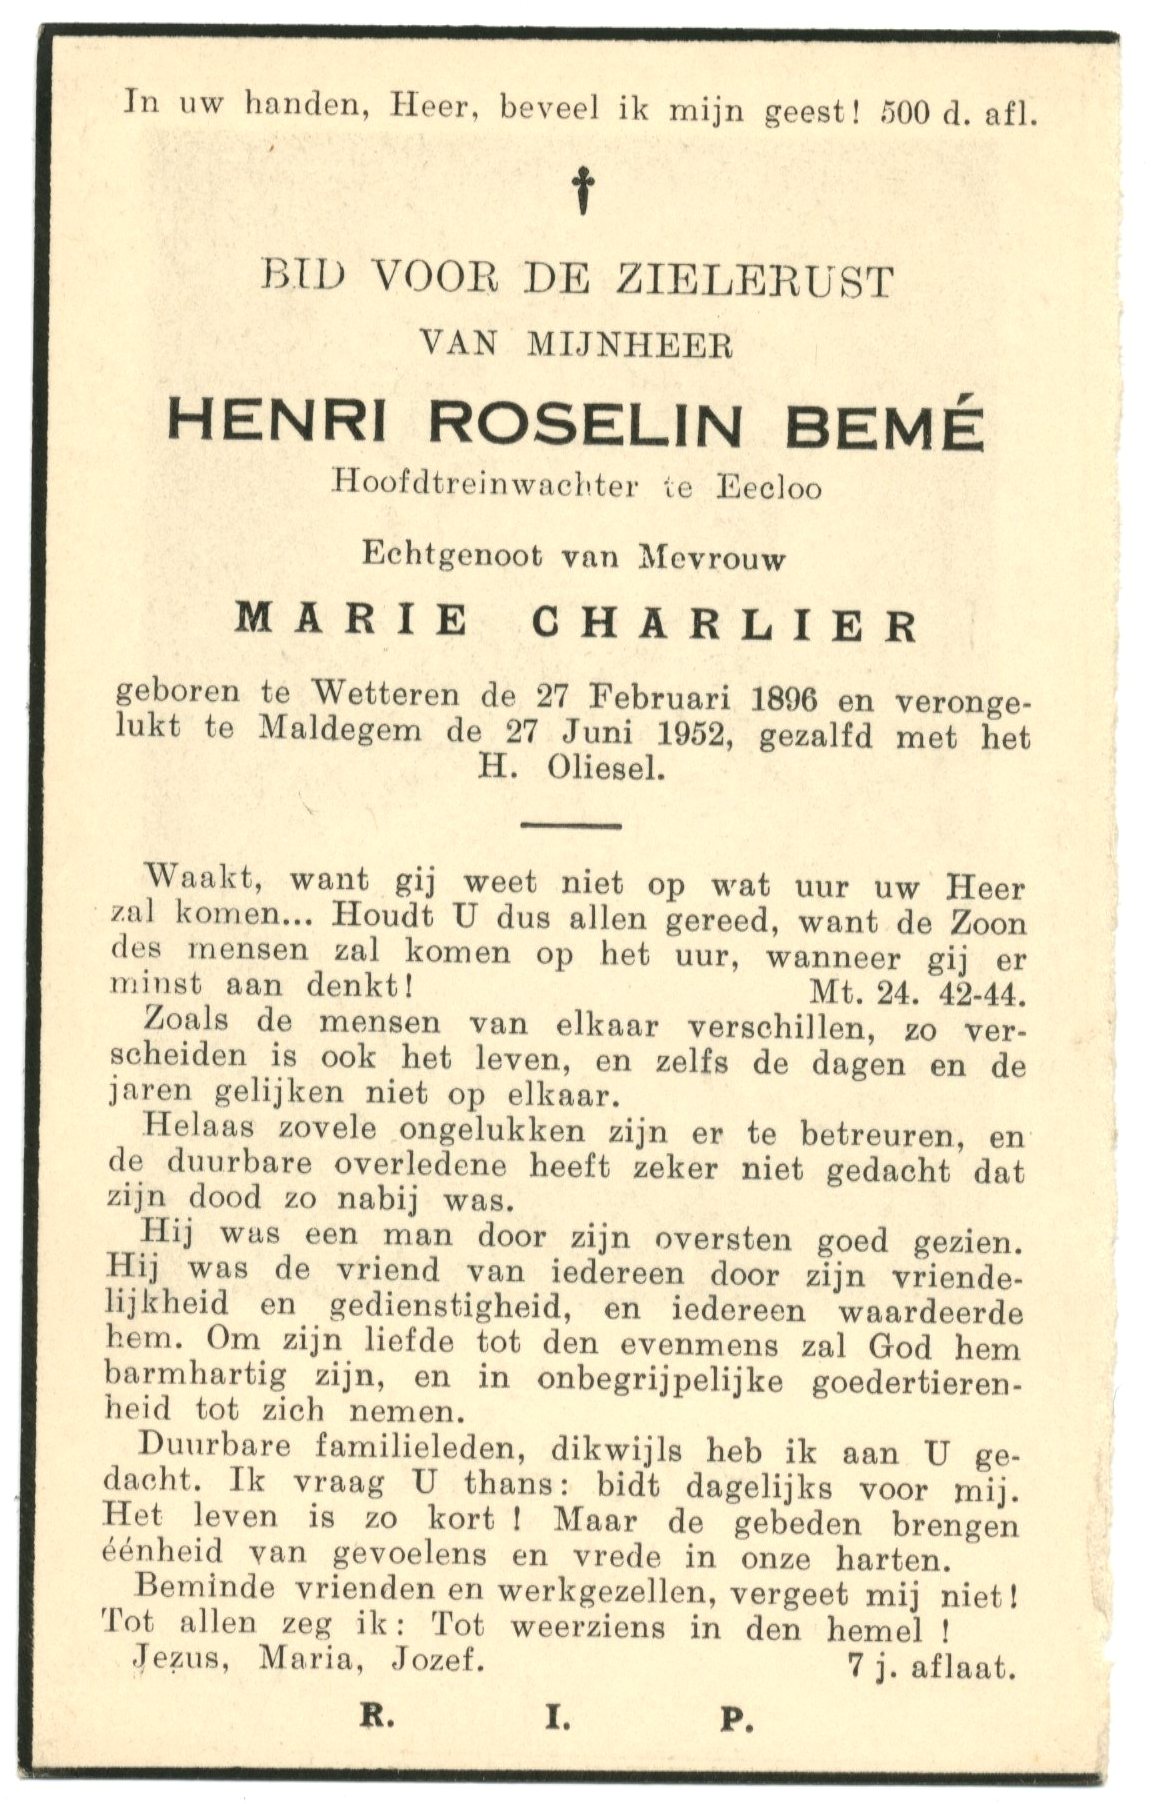 In uw handen, Heer, beveel ik mijn geest! 500 d. afl.
BID VOOR DE ZIELERUST
VAN MIJNHEER
HENRI ROSELIN BEMÉ
Hoofdtreinwachter te Eecloo
Echtgenoot van Mevrouw
MARIE CHARLIER
geboren te Wetteren de 27 Februari 1896 en veronge-
lukt te Maldegem de 27 Juni 1952, gezalfd met het
H. Oliesel.
Waakt, want gij weet niet op wat uur uw Heer
zal komen... Houdt U dus allen gereed, want de Zoon
des mensen zal komen op het uur, wanneer gij er
minst aan denkt! Mt. 24. 42-44.
Zoals de mensen van elkaar verschillen, zo ver-
scheiden is ook het leven, en zelfs de dagen en de
jaren gelijken niet op elkaar.
Helaas zovele ongelukken zijn er te betreuren, en
de duurbare overledene heeft zeker niet gedacht dat
zijn dood zo nabij was.
Hij was een man door zijn oversten goed gezien.
Hij was de vriend van iedereen door zijn vriende-
lijkheid en gedienstigheid, en iedereen waardeerde
hem. Om zijn liefde tot den evenmens zal God hem
barmhartig zijn, en in onbegrijpelijke goedertieren-
heid tot zich nemen.
Duurbare familieleden, dikwijls heb ik aan U ge-
dacht. Ik vraag U thans: bidt dagelijks voor mij.
Het leven is zo kort ! Maar de gebeden brengen
éénheid van gevoelens en vrede in onze harten.
Beminde vrienden en werkgezellen, vergeet mij niet!
Tot allen zeg ik: Tot weerziens in den hemel !
Jezus, Maria, Jozef. 7 j. aflaat.
R. I. P.